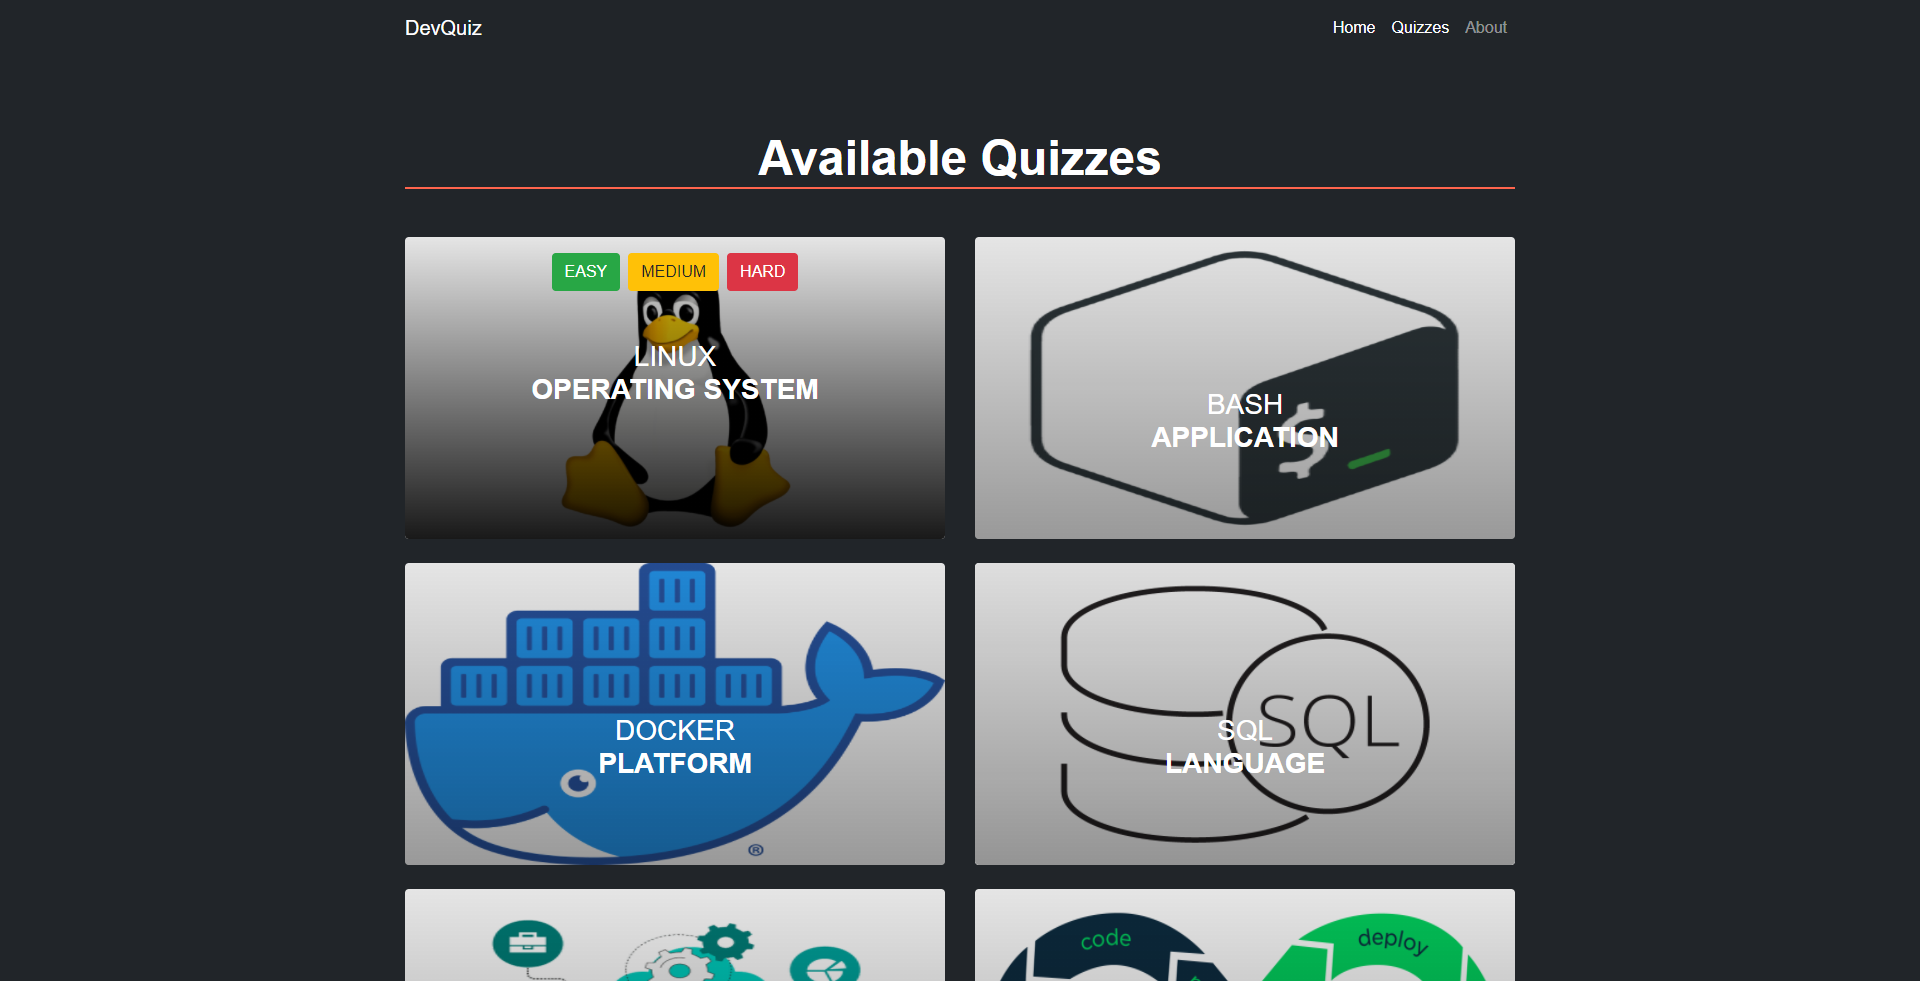 DevQuiz
Home Quizzes About
Available Quizzes
EASY MEDIUM HARD
LINUX
OPERATING SYSTEM
$
BASH
APPLICATION
DOCKER
PLATFORM
®
SQL
SQL
LANGUAGE
code
deploy